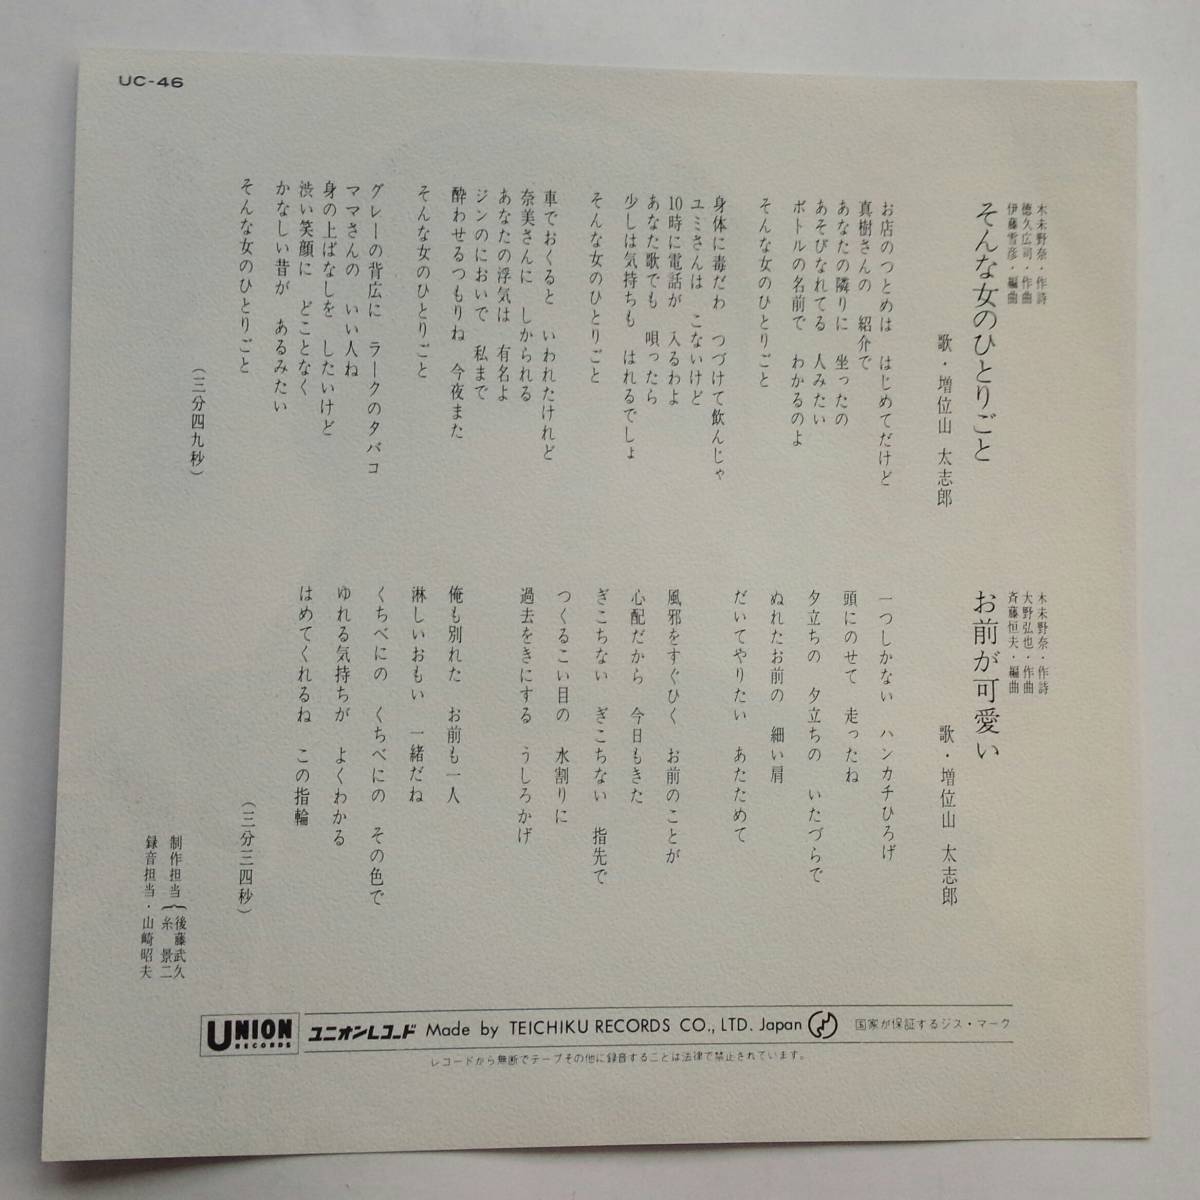 UC-46
木未野奈・作詩
徳久広司・作曲
伊藤雪彦・編曲
そんな女のひとりごと
歌・増位山 太志郎
お店のつとめは はじめてだけど
真樹さんの 紹介で
あなたの隣りに 坐ったの
あそびなれてる 人みたい
ボトルの名前で わかるのよ
そんな女のひとりごと
身体に毒だわ つづけて飲んじゃ
ユミさんは こないけど
10時に電話が 入るわよ
あなた歌でも 唄ったら
少しは気持ちも はれるでしょ
そんな女のひとりごと
車でおくると いわれたけれど
奈美さんに しかられる
あなたの浮気は 有名よ
ジンのにおいで 私まで
酔わせるつもりね 今夜また
そんな女のひとりごと
グレーの背広に ラークのタバコ
ママさんの いい人ね
身の上ばなしを したいけど
渋い笑顔に どことなく
かなしい昔が あるみたい
そんな女のひとりごと
(三分四九秒)
木未野奈・作詩
大野弘也・作曲
斉藤恒夫・編曲
お前が可愛い
歌・増位山 太志郎
一つしかない ハンカチひろげ
頭にのせて 走ったね
夕立ちの 夕立ちの いたづらで
ぬれたお前の 細い肩
だいてやりたい あたためて
風邪をすぐひく お前のことが
心配だから 今日もきた
ぎこちない ぎこちない 指先で
つくるこい目の 水割りに
過去をきにする うしろかげ
俺も別れた お前も一人
淋しいおもい 一緒だね
くちべにの くちべにの その色で
ゆれる気持ちが よくわかる
はめてくれるね この指輪
(三分三四秒)
制作担当{後藤武久
糸 景二
録音担当・山崎昭夫
UNION RECORDS ユニオンレコード Made by TEICHIKU RECORDS CO., LTD. Japan 国家が保証するジス・マーク
レコードから無断でテープその他に録音することは法律で禁止されています。